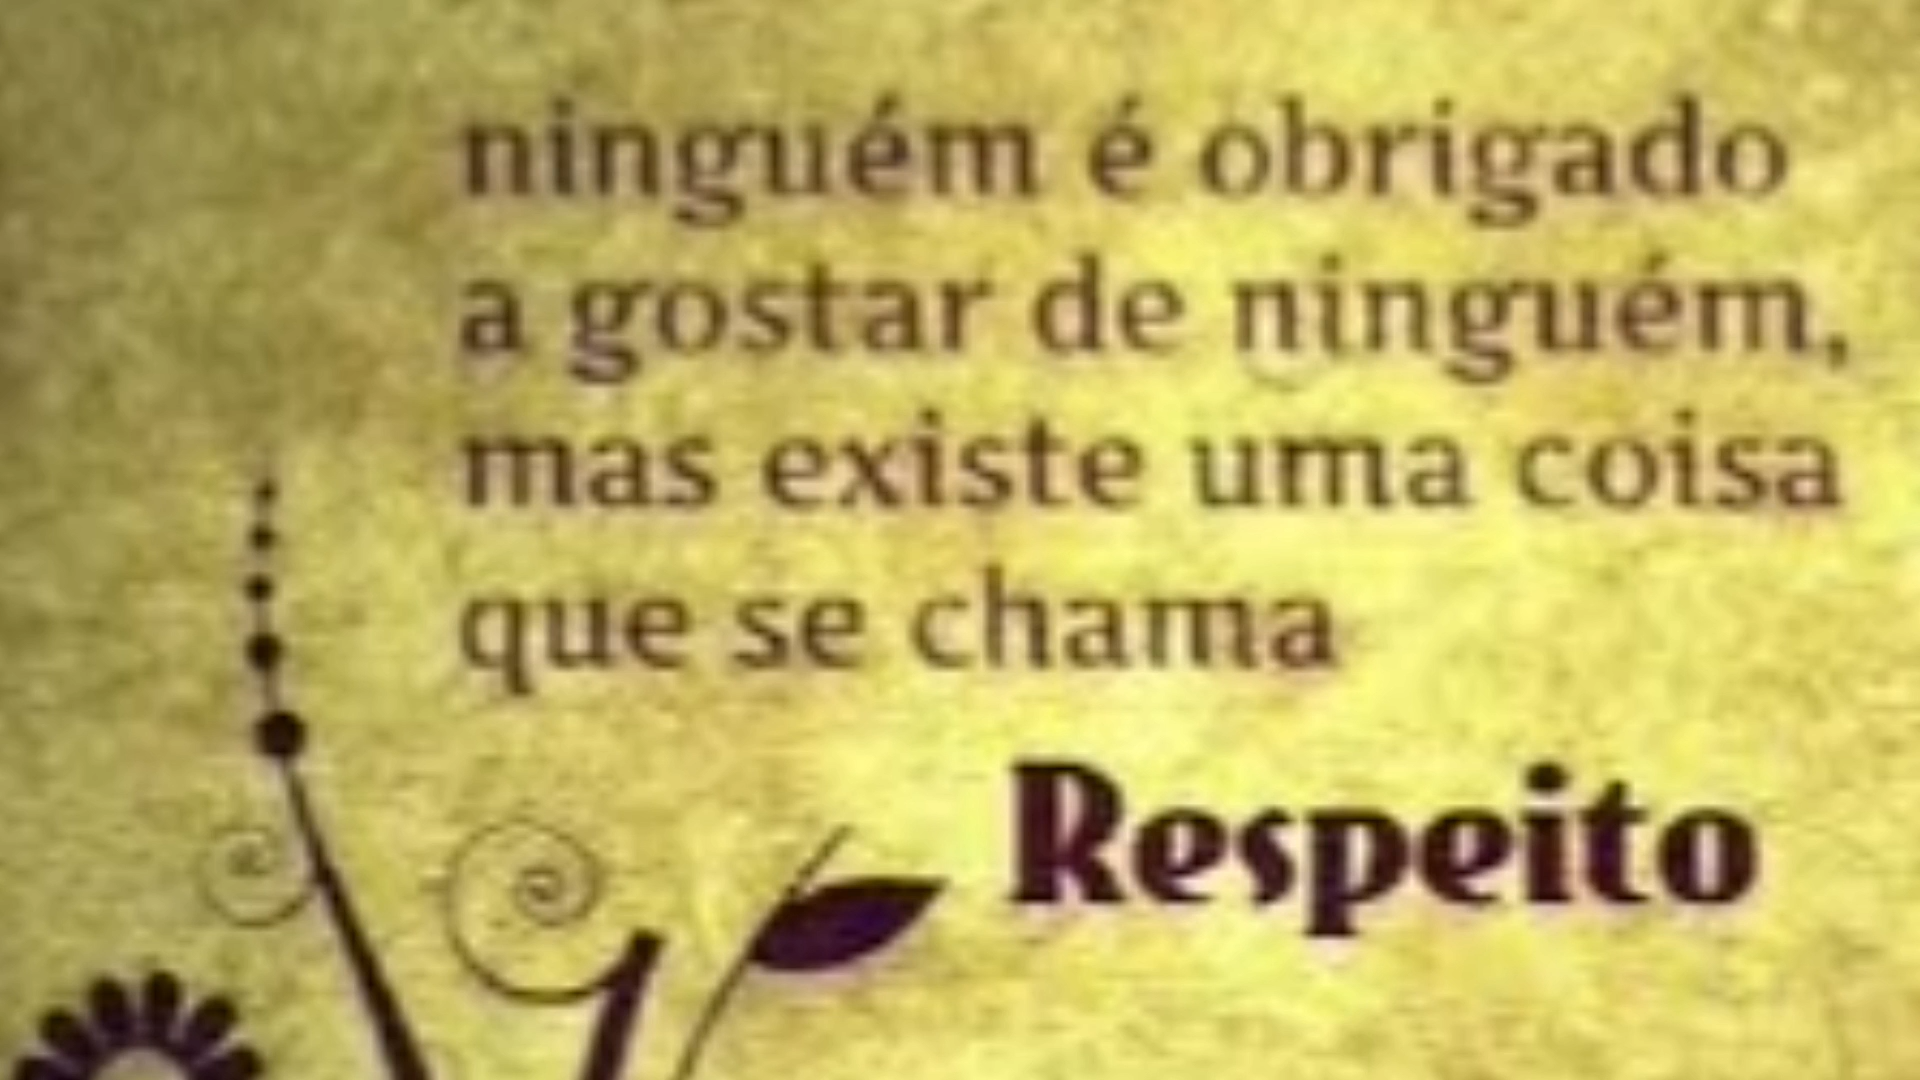 ninguém é obrigado
a gostar de ninguém,
mas existe uma coisa
que se chama
Respeito